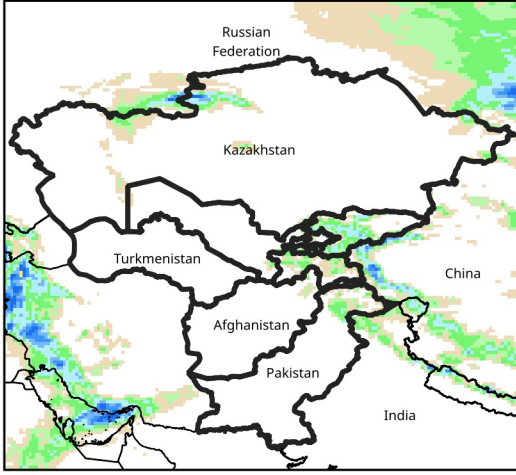 Russian
Federation
Kazakhstan
Turkmenistan
China
Afghanistan
Pakistan
India